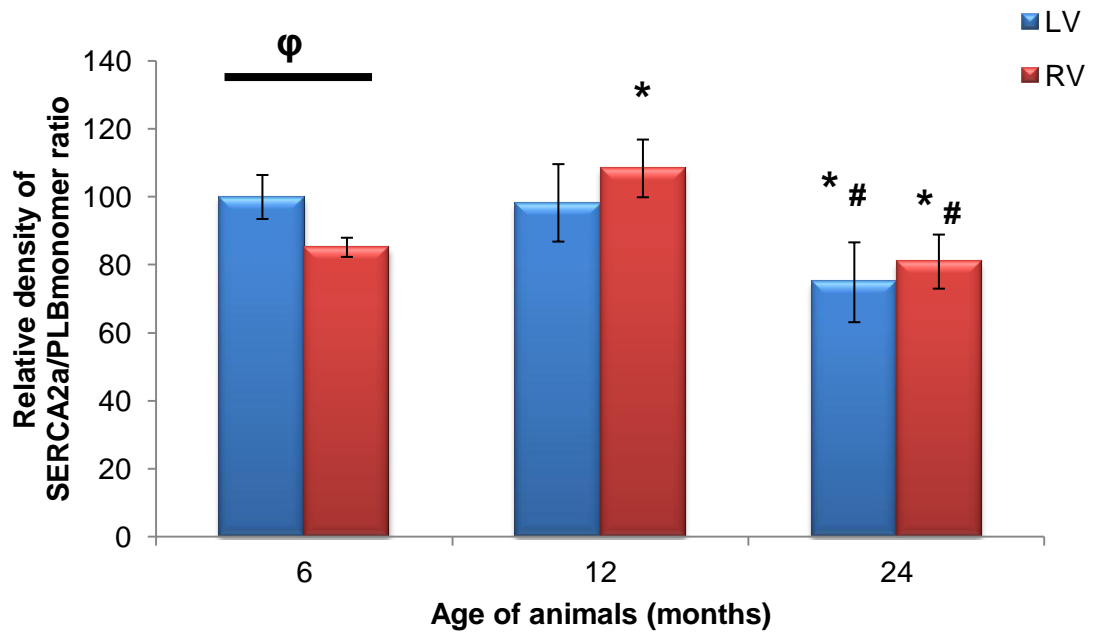 φ
LV
RV
Relative density of
SERCA2a/PLBmonomer ratio
140
120
100
80
60
40
20
0
*
* #
* #
6 12 24
Age of animals (months)